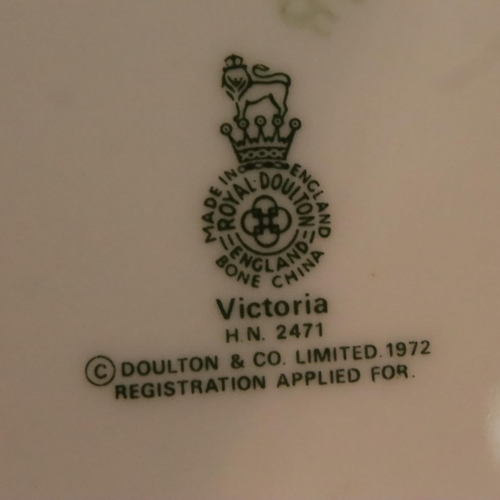 MADE IN ENGLAND
ROYAL·DOULTON
ENGLAND
BONE CHINA
Victoria
H.N. 2471
© DOULTON & CO. LIMITED.1972
REGISTRATION APPLIED FOR.